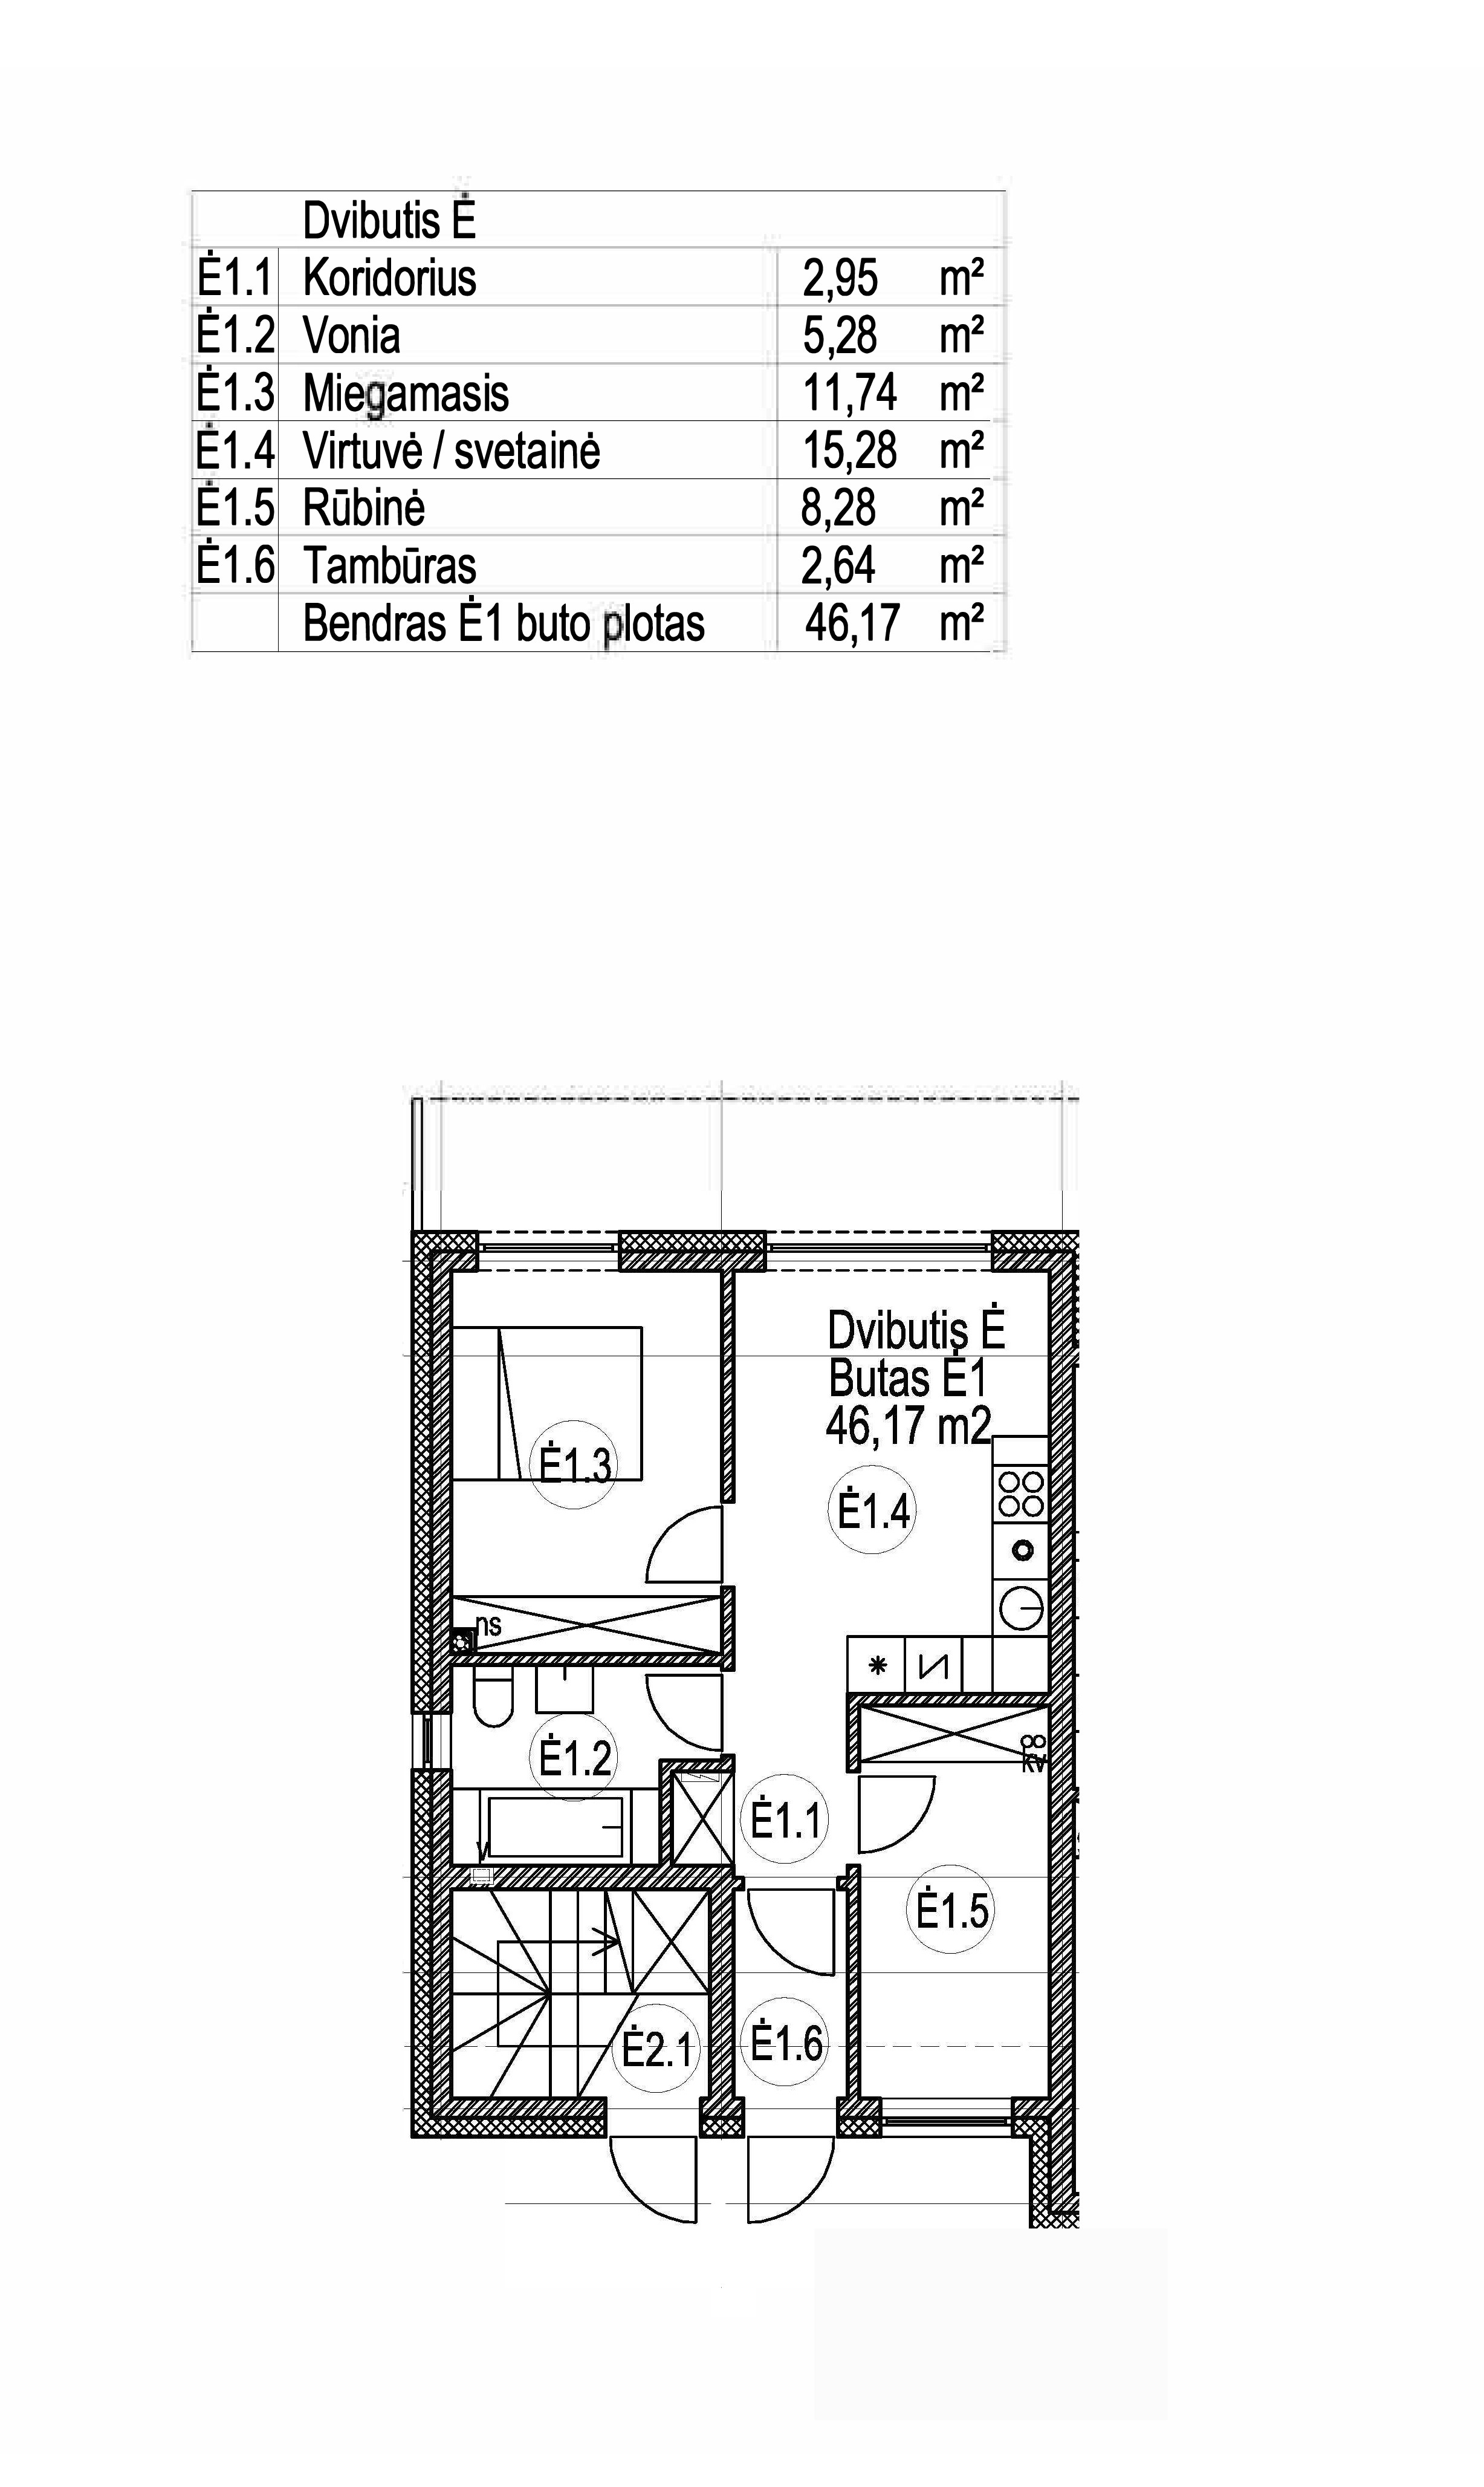 Dvibutis Ė
Ė1.1 Koridorius 2,95 m²
Ė1.2 Vonia 5,28 m²
Ė1.3 Miegamasis 11,74 m²
Ė1.4 Virtuvė / svetainė 15,28 m²
Ė1.5 Rūbinė 8,28 m²
Ė1.6 Tambūras 2,64 m²
Bendras Ė1 buto plotas 46,17 m²
Dvibutis Ė
Butas Ė1
46,17 m2
Ė1.3
Ė1.4
ns
Ė1.2
Ė1.1
v
Ė1.5
Ė2.1
Ė1.6